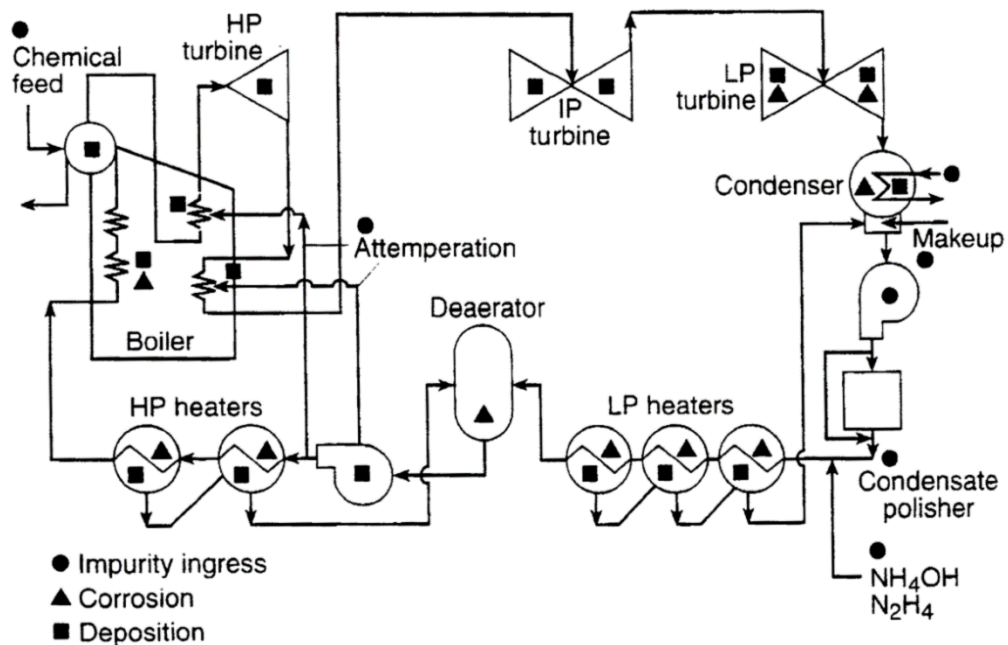 Chemical
feed
HP
turbine
IP
turbine
LP
turbine
Condenser
Makeup
Attemperation
Deaerator
Boiler
HP heaters
LP heaters
Condensate
polisher
NH₄OH
N₂H₄
Impurity ingress
Corrosion
Deposition